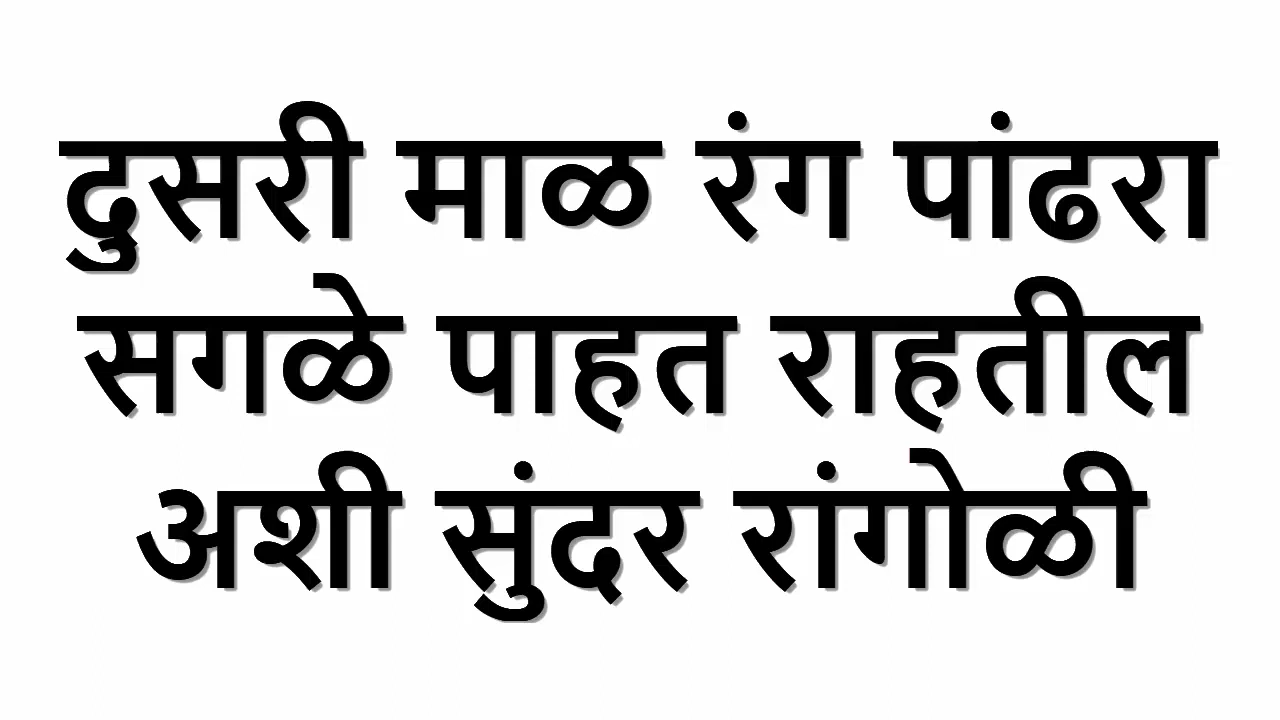 दुसरी माळ रंग पांढरा
सगळे पाहत राहतील
अशी सुंदर रांगोळी